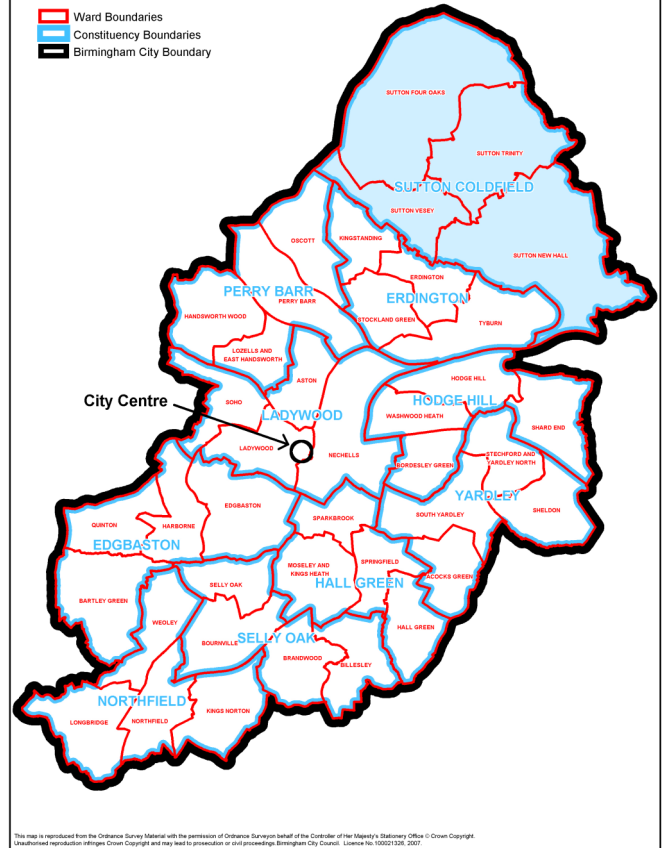 Ward Boundaries
Constituency Boundaries
Birmingham City Boundary
SUTTON FOUR OAKS
SUTTON TRINITY
SUTTON COLDFIELD
SUTTON VESEY
SUTTON NEW HALL
OSCOTT
KINGSTANDING
ERDINGTON
PERRY BARR
ERDINGTON
PERRY BARR
HANDSWORTH WOOD
STOCKLAND GREEN
TYBURN
LOZELLS AND
EAST HANDSWORTH
ASTON
HODGE HILL
City Centre
SOHO
HODGE HILL
LADYWOOD
WASHWOOD HEATH
SHARD END
LADYWOOD
NECHELLS
STECHFORD AND
YARDLEY NORTH
BORDESLEY GREEN
YARDLEY
EDGBASTON
SHELDON
SPARKBROOK
SOUTH YARDLEY
QUINTON
HARBORNE
EDGBASTON
MOSELEY AND
KINGS HEATH
SPRINGFIELD
HALL GREEN
ACOCKS GREEN
SELLY OAK
BARTLEY GREEN
WEOLEY
HALL GREEN
SELLY OAK
BOURNVILLE
BRANDWOOD
BILLESLEY
NORTHFIELD
KINGS NORTON
LONGBRIDGE
NORTHFIELD
This map is reproduced from the Ordnance Survey Material with the permission of Ordnance Surveyon behalf of the Controller of Her Majesty's Stationery Office © Crown Copyright.
Unauthorised reproduction infringes Crown Copyright and may lead to prosecution or civil proceedings.Birmingham City Council. Licence No.100021326, 2007.